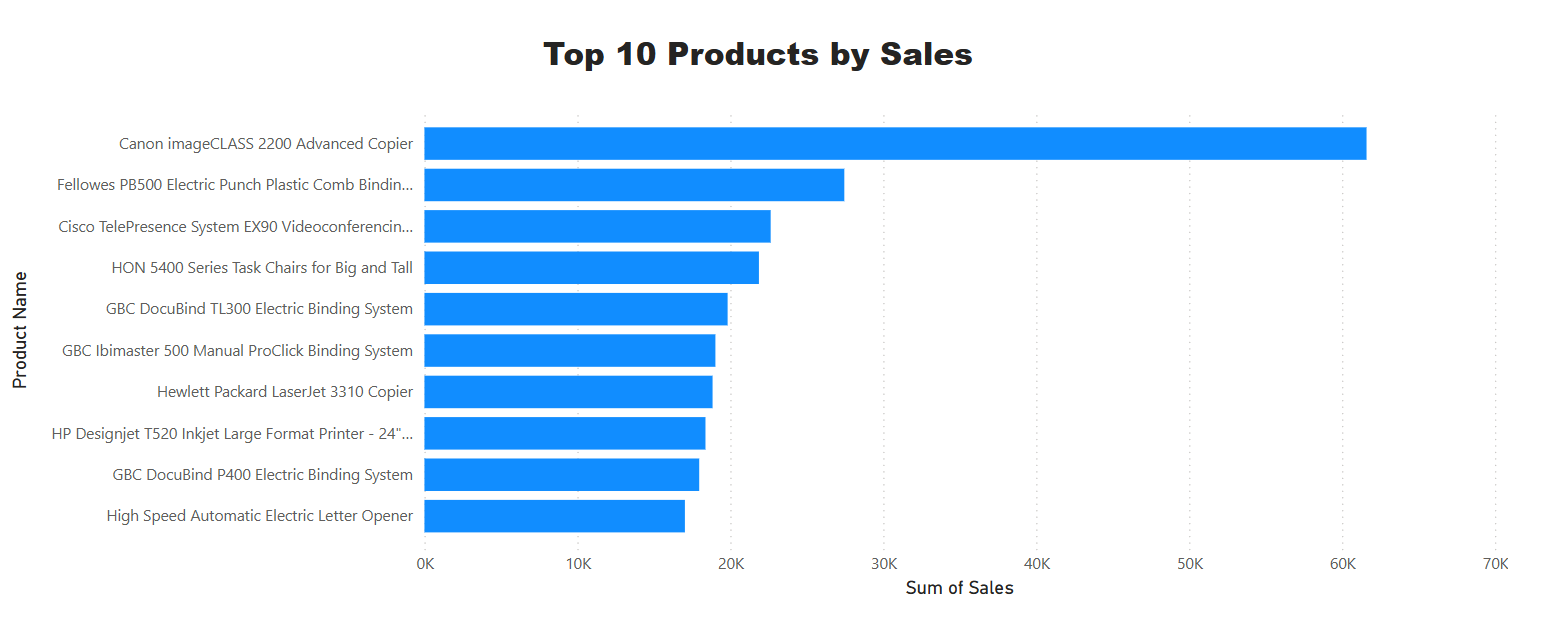 Top 10 Products by Sales
Product Name
Canon imageCLASS 2200 Advanced Copier
Fellowes PB500 Electric Punch Plastic Comb Bindin...
Cisco TelePresence System EX90 Videoconferencin...
HON 5400 Series Task Chairs for Big and Tall
GBC DocuBind TL300 Electric Binding System
GBC Ibimaster 500 Manual ProClick Binding System
Hewlett Packard LaserJet 3310 Copier
HP Designjet T520 Inkjet Large Format Printer - 24"...
GBC DocuBind P400 Electric Binding System
High Speed Automatic Electric Letter Opener
0K 10K 20K 30K 40K 50K 60K 70K
Sum of Sales